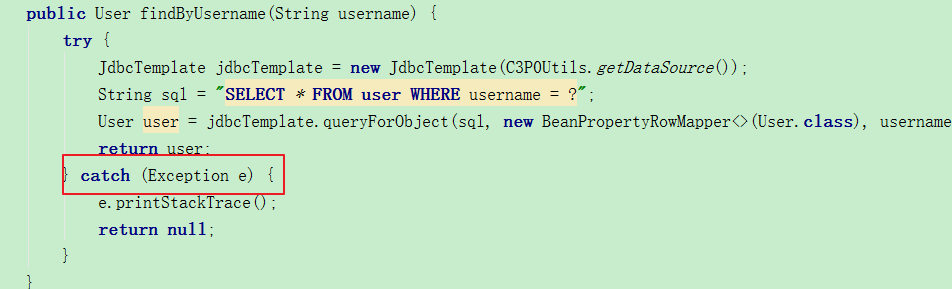 public User findByUsername(String username) {
try {
JdbcTemplate jdbcTemplate = new JdbcTemplate(C3P0Utils.getDataSource());
String sql = "SELECT * FROM user WHERE username = ?";
User user = jdbcTemplate.queryForObject(sql, new BeanPropertyRowMapper<>(User.class), username
return user;
} catch (Exception e) {
e.printStackTrace();
return null;
}
}